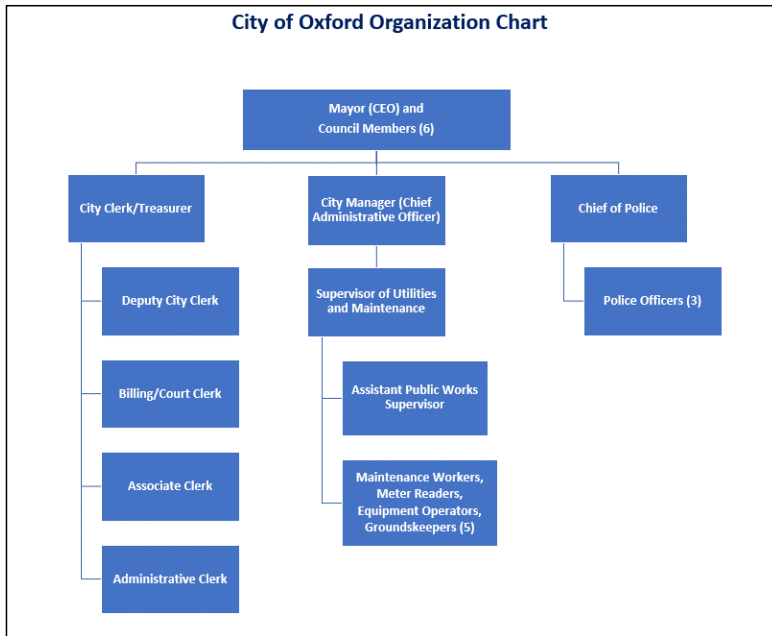 City of Oxford Organization Chart
Mayor (CEO) and
Council Members (6)
City Clerk/Treasurer
Deputy City Clerk
Billing/Court Clerk
Associate Clerk
Administrative Clerk
City Manager (Chief
Administrative Officer)
Supervisor of Utilities
and Maintenance
Assistant Public Works
Supervisor
Maintenance Workers,
Meter Readers,
Equipment Operators,
Groundskeepers (5)
Chief of Police
Police Officers (3)